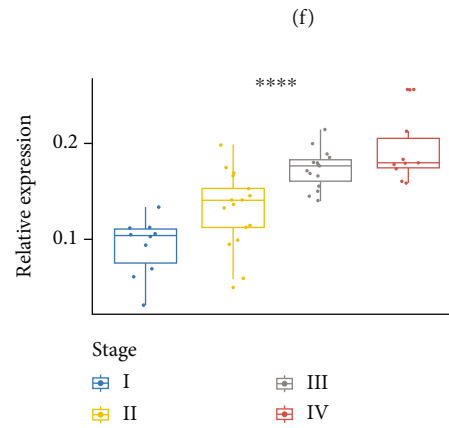 (f)
****
Relative expression
0.2
0.1
Stage
I
III
II
IV